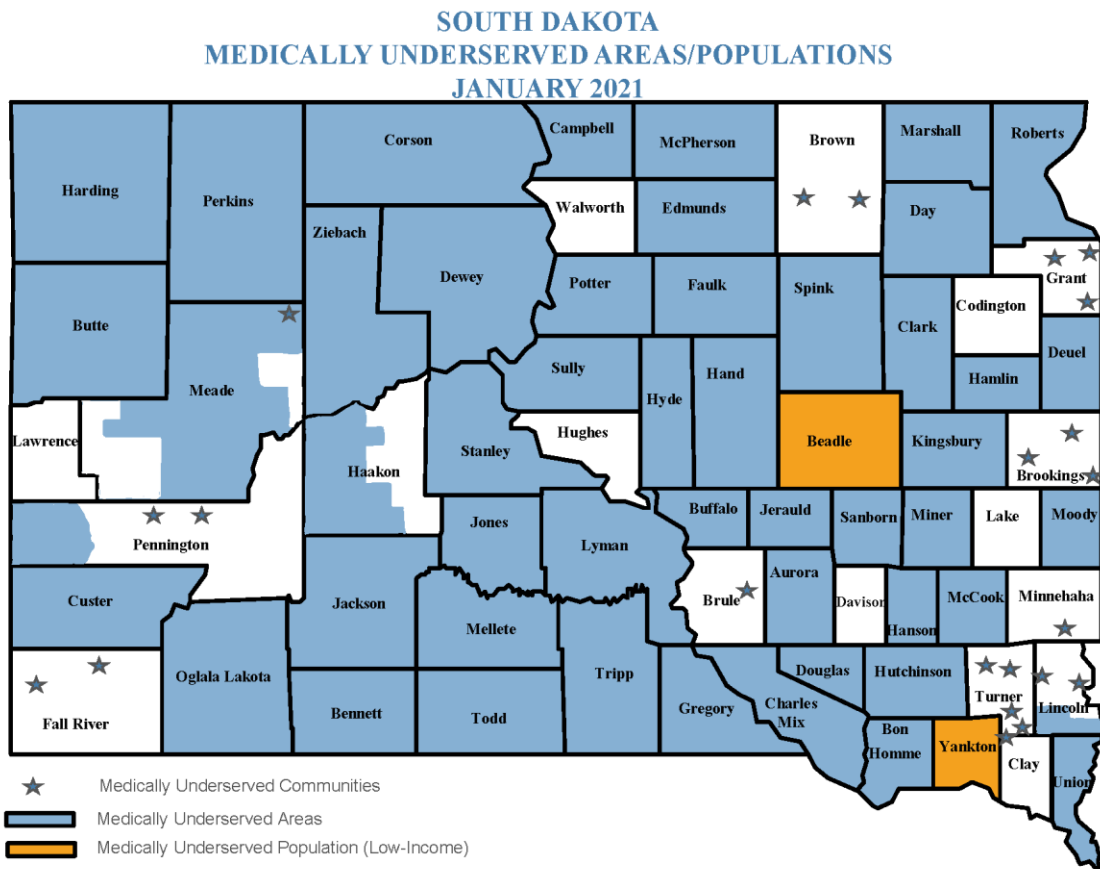 SOUTH DAKOTA
MEDICALLY UNDERSERVED AREAS/POPULATIONS
JANUARY 2021
Campbell
Corson
McPherson
Brown
Marshall
Roberts
Harding
Perkins
Walworth
Edmunds
Day
Ziebach
Dewey
Potter
Faulk
Spink
Grant
Codington
Butte
Clark
Deuel
Meade
Sully
Hand
Hamlin
Hyde
Lawrence
Hughes
Beadle
Kingsbury
Stanley
Haakon
Brookings
Pennington
Jones
Buffalo
Jerauld
Sanborn
Miner
Lake
Moody
Lyman
Custer
Jackson
Brule
Aurora
Davison
McCook
Minnehaha
Mellete
Hanson
Oglala Lakota
Tripp
Douglas
Hutchinson
Turner
Lincoln
Fall River
Bennett
Todd
Gregory
Charles
Mix
Bon
Homme
Yankton
Clay
Union
Medically Underserved Communities
Medically Underserved Areas
Medically Underserved Population (Low-Income)